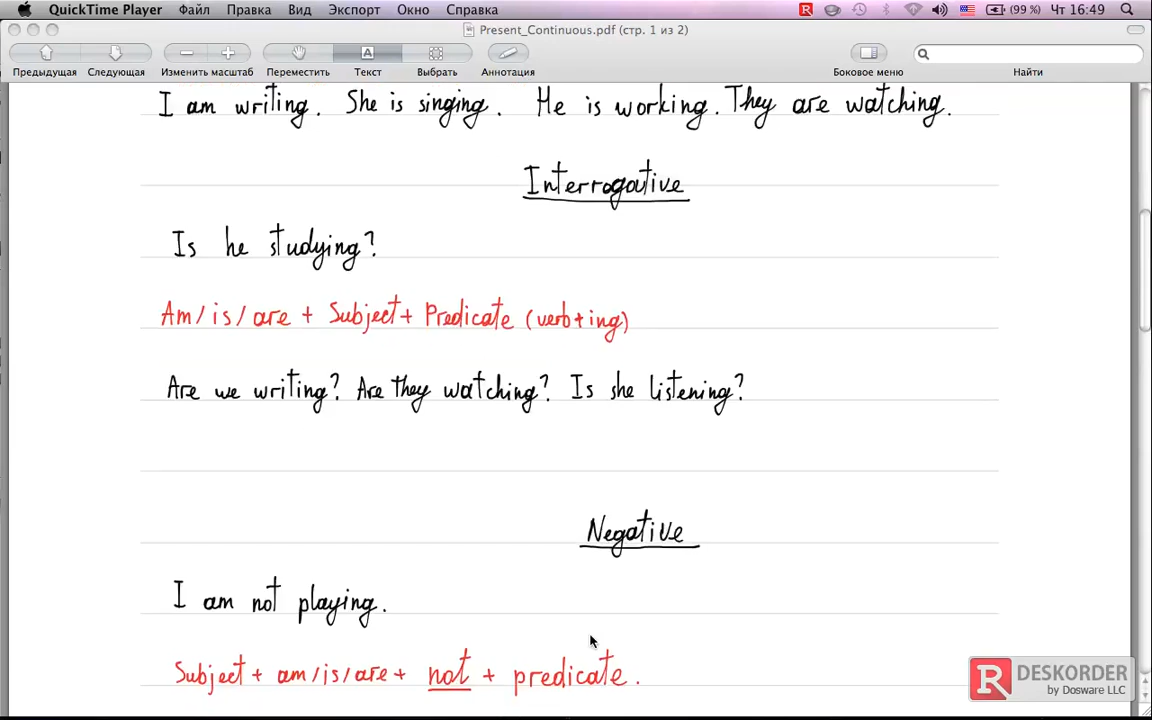 QuickTime Player Файл Правка Вид Экспорт Окно Справка (99 %) Чт 16:49
Present_Continuous.pdf (стр. 1 из 2)
Предыдущая Следующая Изменить масштаб Переместить Текст Выбрать Аннотация Боковое меню Найти
I am writing. She is singing. He is working. They are watching.
Interrogative
Is he studying?
Am/is/are + Subject + Predicate (verb+ing)
Are we writing? Are they watching? Is she listening?
Negative
I am not playing.
Subject + am/is/are + not + predicate.
R DESKORDER
by Dosware LLC